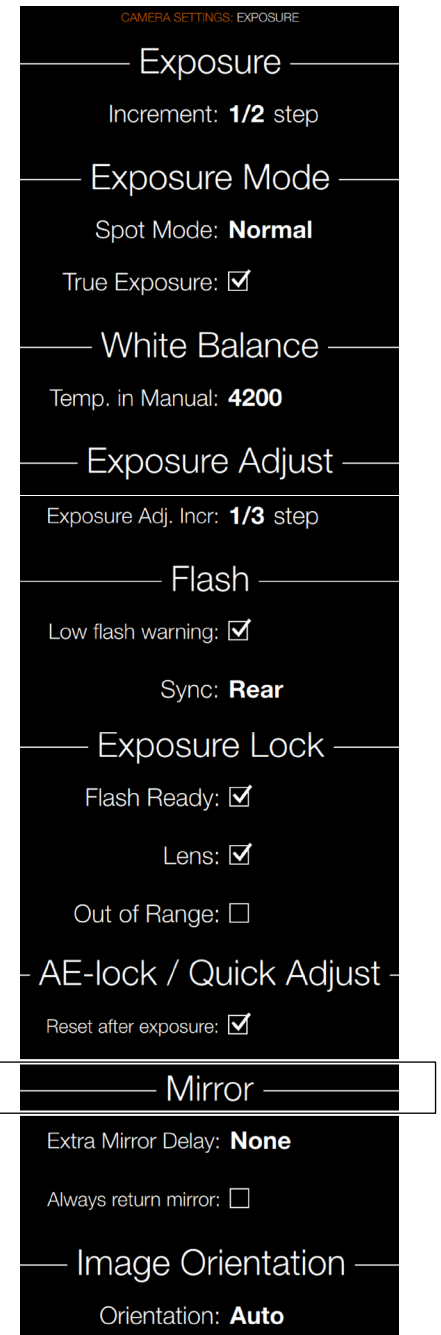 CAMERA SETTINGS: EXPOSURE
Exposure
Increment: 1/2 step
Exposure Mode
Spot Mode: Normal
True Exposure:
White Balance
Temp. in Manual: 4200
Exposure Adjust
Exposure Adj. Incr: 1/3 step
Flash
Low flash warning:
Sync: Rear
Exposure Lock
Flash Ready:
Lens:
Out of Range:
AE-lock / Quick Adjust
Reset after exposure:
Mirror
Extra Mirror Delay: None
Always return mirror:
Image Orientation
Orientation: Auto